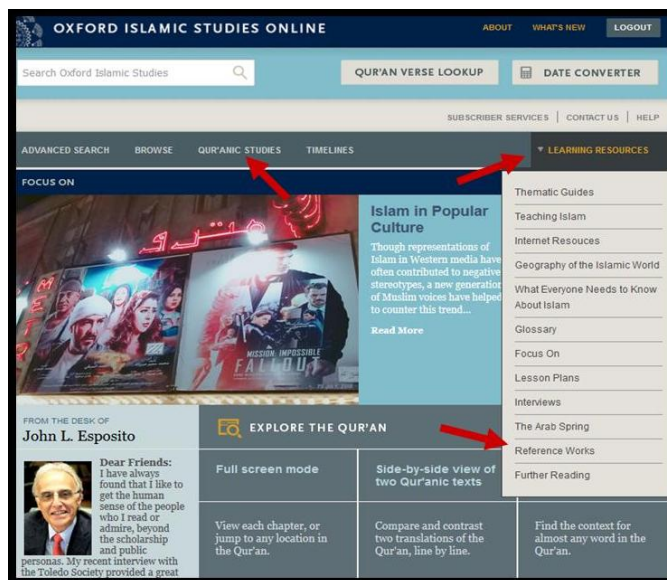 OXFORD ISLAMIC STUDIES ONLINE
ABOUT
WHAT'S NEW
LOGOUT
Search Oxford Islamic Studies
QUR'AN VERSE LOOKUP
DATE CONVERTER
SUBSCRIBER SERVICES | CONTACT US | HELP
ADVANCED SEARCH
BROWSE
QUR'ANIC STUDIES
TIMELINES
LEARNING RESOURCES
FOCUS ON
METRO
مترو
MISSION: IMPOSSIBLE
FALLOUT
Islam in Popular
Culture
Though representations of
Islam in Western media have
often contributed to negative
stereotypes, a new generation
of Muslim voices have helped
to counter this trend...
Read More
Thematic Guides
Teaching Islam
Internet Resouces
Geography of the Islamic World
What Everyone Needs to Know
About Islam
Glossary
Focus On
Lesson Plans
Interviews
The Arab Spring
Reference Works
Further Reading
FROM THE DESK OF
John L. Esposito
Dear Friends:
I have always
found that I like to
get the human
sense of the people
who I read or
admire, beyond
the scholarship
and public
personas. My recent interview with
the Toledo Society provided a great
EXPLORE THE QUR'AN
Full screen mode
View each chapter, or
jump to any location in
the Qur'an.
Side-by-side view of
two Qur'anic texts
Compare and contrast
two translations of the
Qur'an, line by line.
Find the context for
almost any word in the
Qur'an.